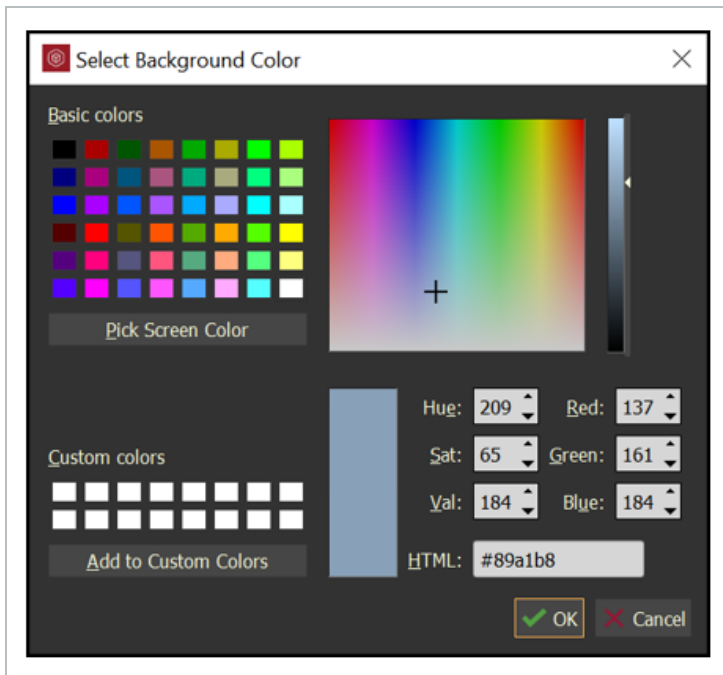 Select Background Color
Basic colors
Pick Screen Color
Custom colors
Add to Custom Colors
Hue: 209 Red: 137
Sat: 65 Green: 161
Val: 184 Blue: 184
HTML: #89a1b8
OK Cancel